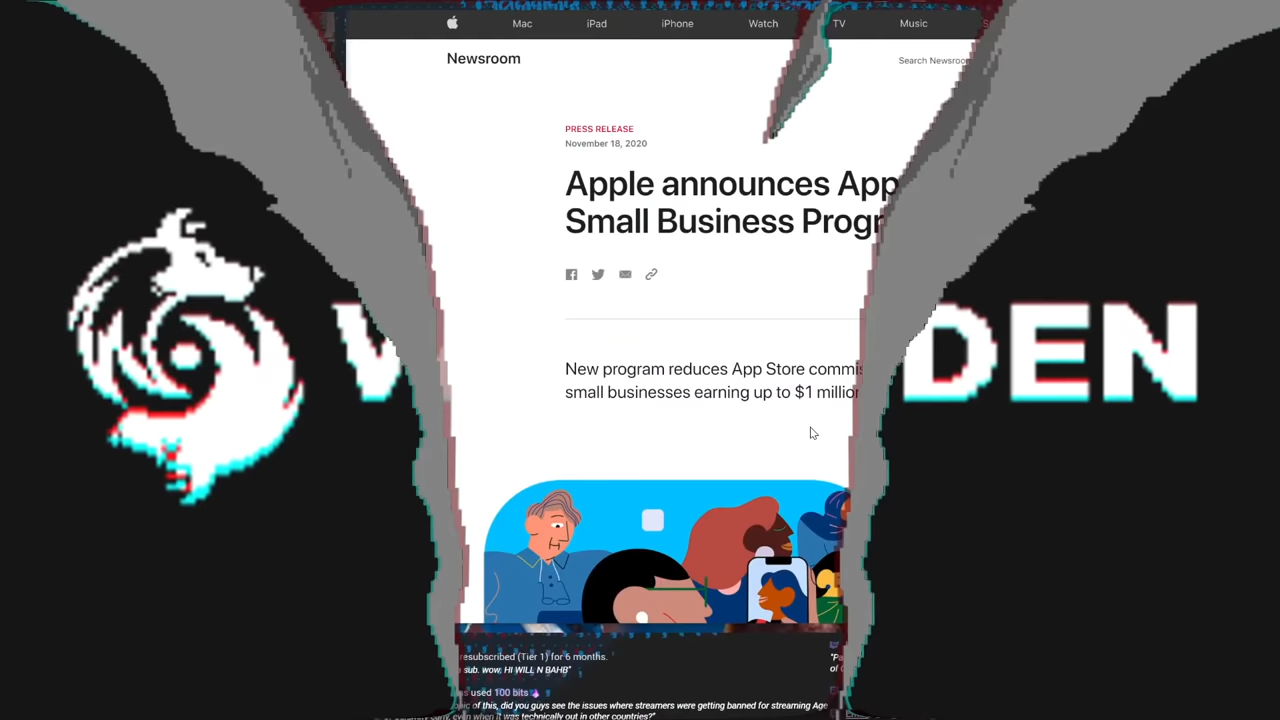 Mac iPad iPhone Watch TV Music
Newsroom
Search Newsroom
PRESS RELEASE
November 18, 2020
Apple announces App
Small Business Progr
New program reduces App Store commis
small businesses earning up to $1 million
DEN
resubscribed (Tier 1) for 6 months.
sub. wow, HI WILL N BAHB"
used 100 bits
of this, did you guys see the issues where streamers were getting banned for streaming Age
even when it was technically out in other countries?"